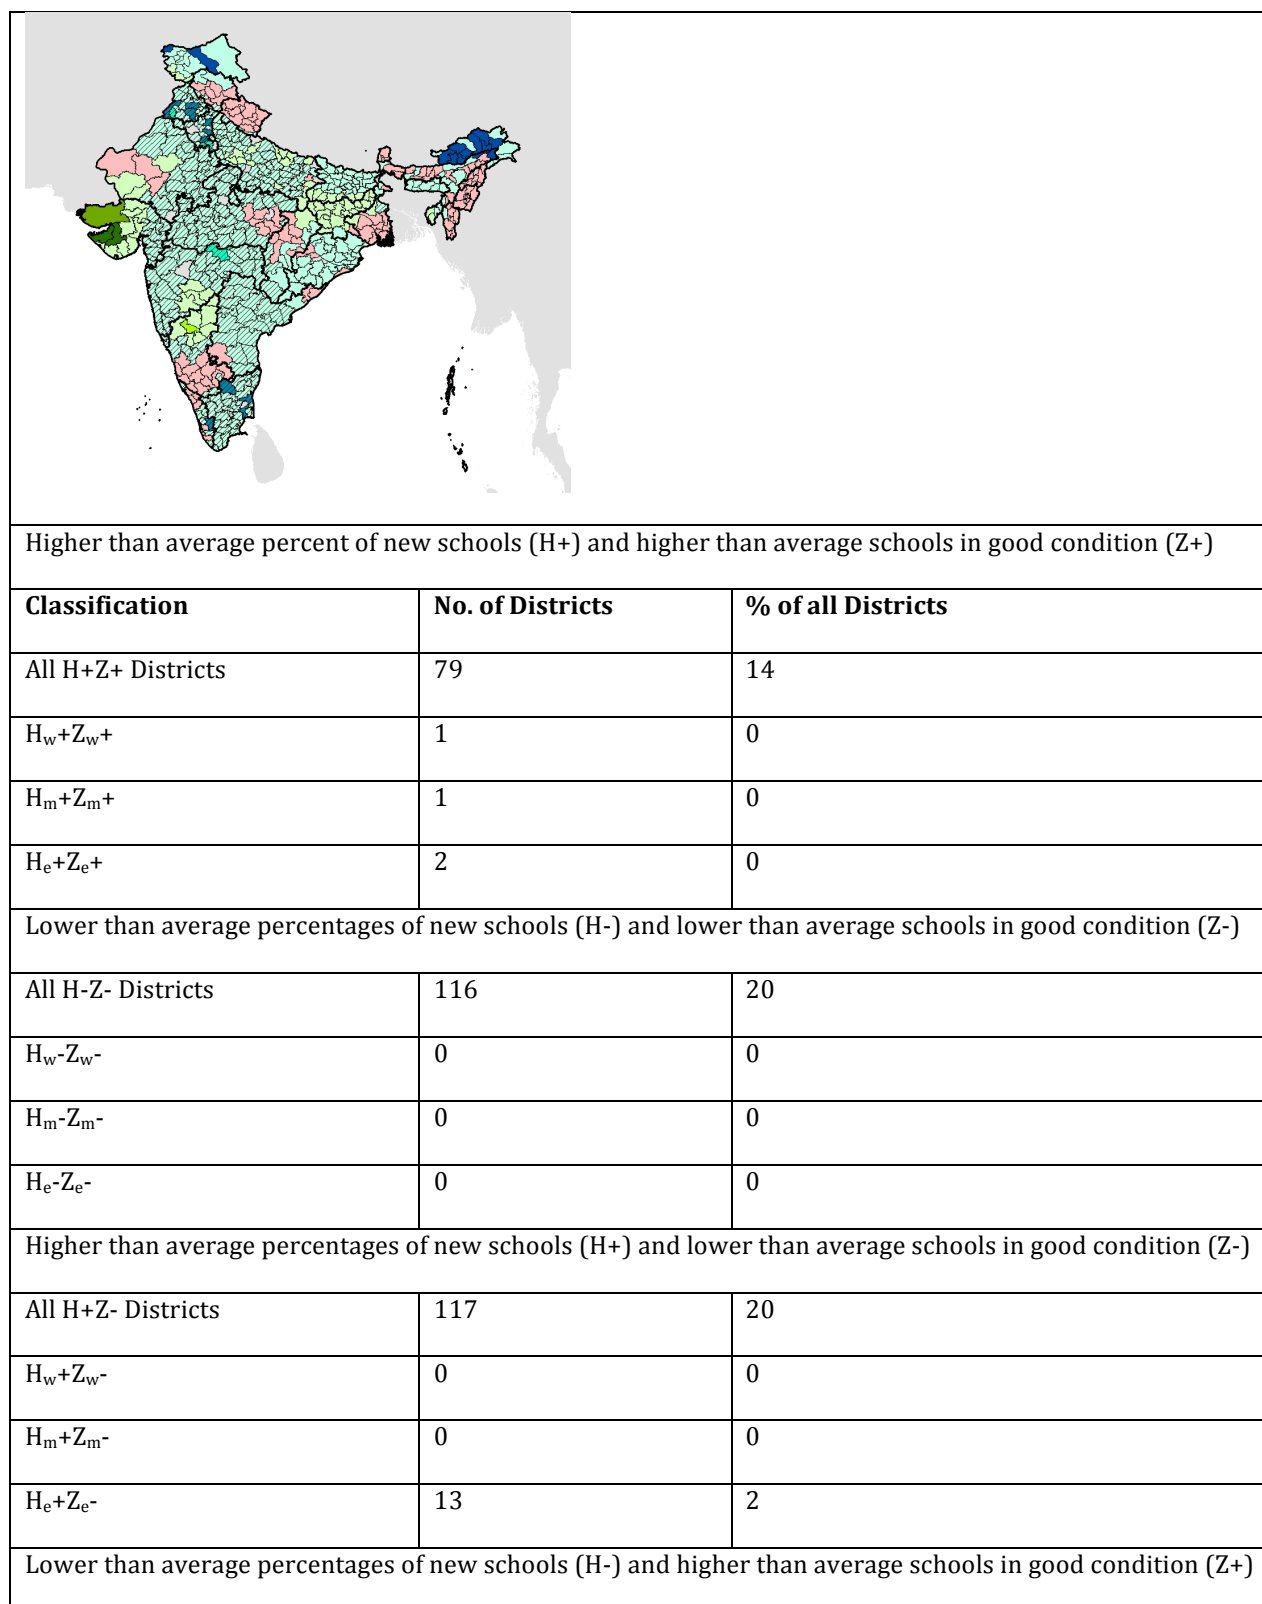 Higher than average percent of new schools (H+) and higher than average schools in good condition (Z+)
Classification No. of Districts % of all Districts
All H+Z+ Districts 79 14
Hw+Zw+ 1 0
Hm+Zm+ 1 0
He+Ze+ 2 0
Lower than average percentages of new schools (H-) and lower than average schools in good condition (Z-)
All H-Z- Districts 116 20
Hw-Zw- 0 0
Hm-Zm- 0 0
He-Ze- 0 0
Higher than average percentages of new schools (H+) and lower than average schools in good condition (Z-)
All H+Z- Districts 117 20
Hw+Zw- 0 0
Hm+Zm- 0 0
He+Ze- 13 2
Lower than average percentages of new schools (H-) and higher than average schools in good condition (Z+)